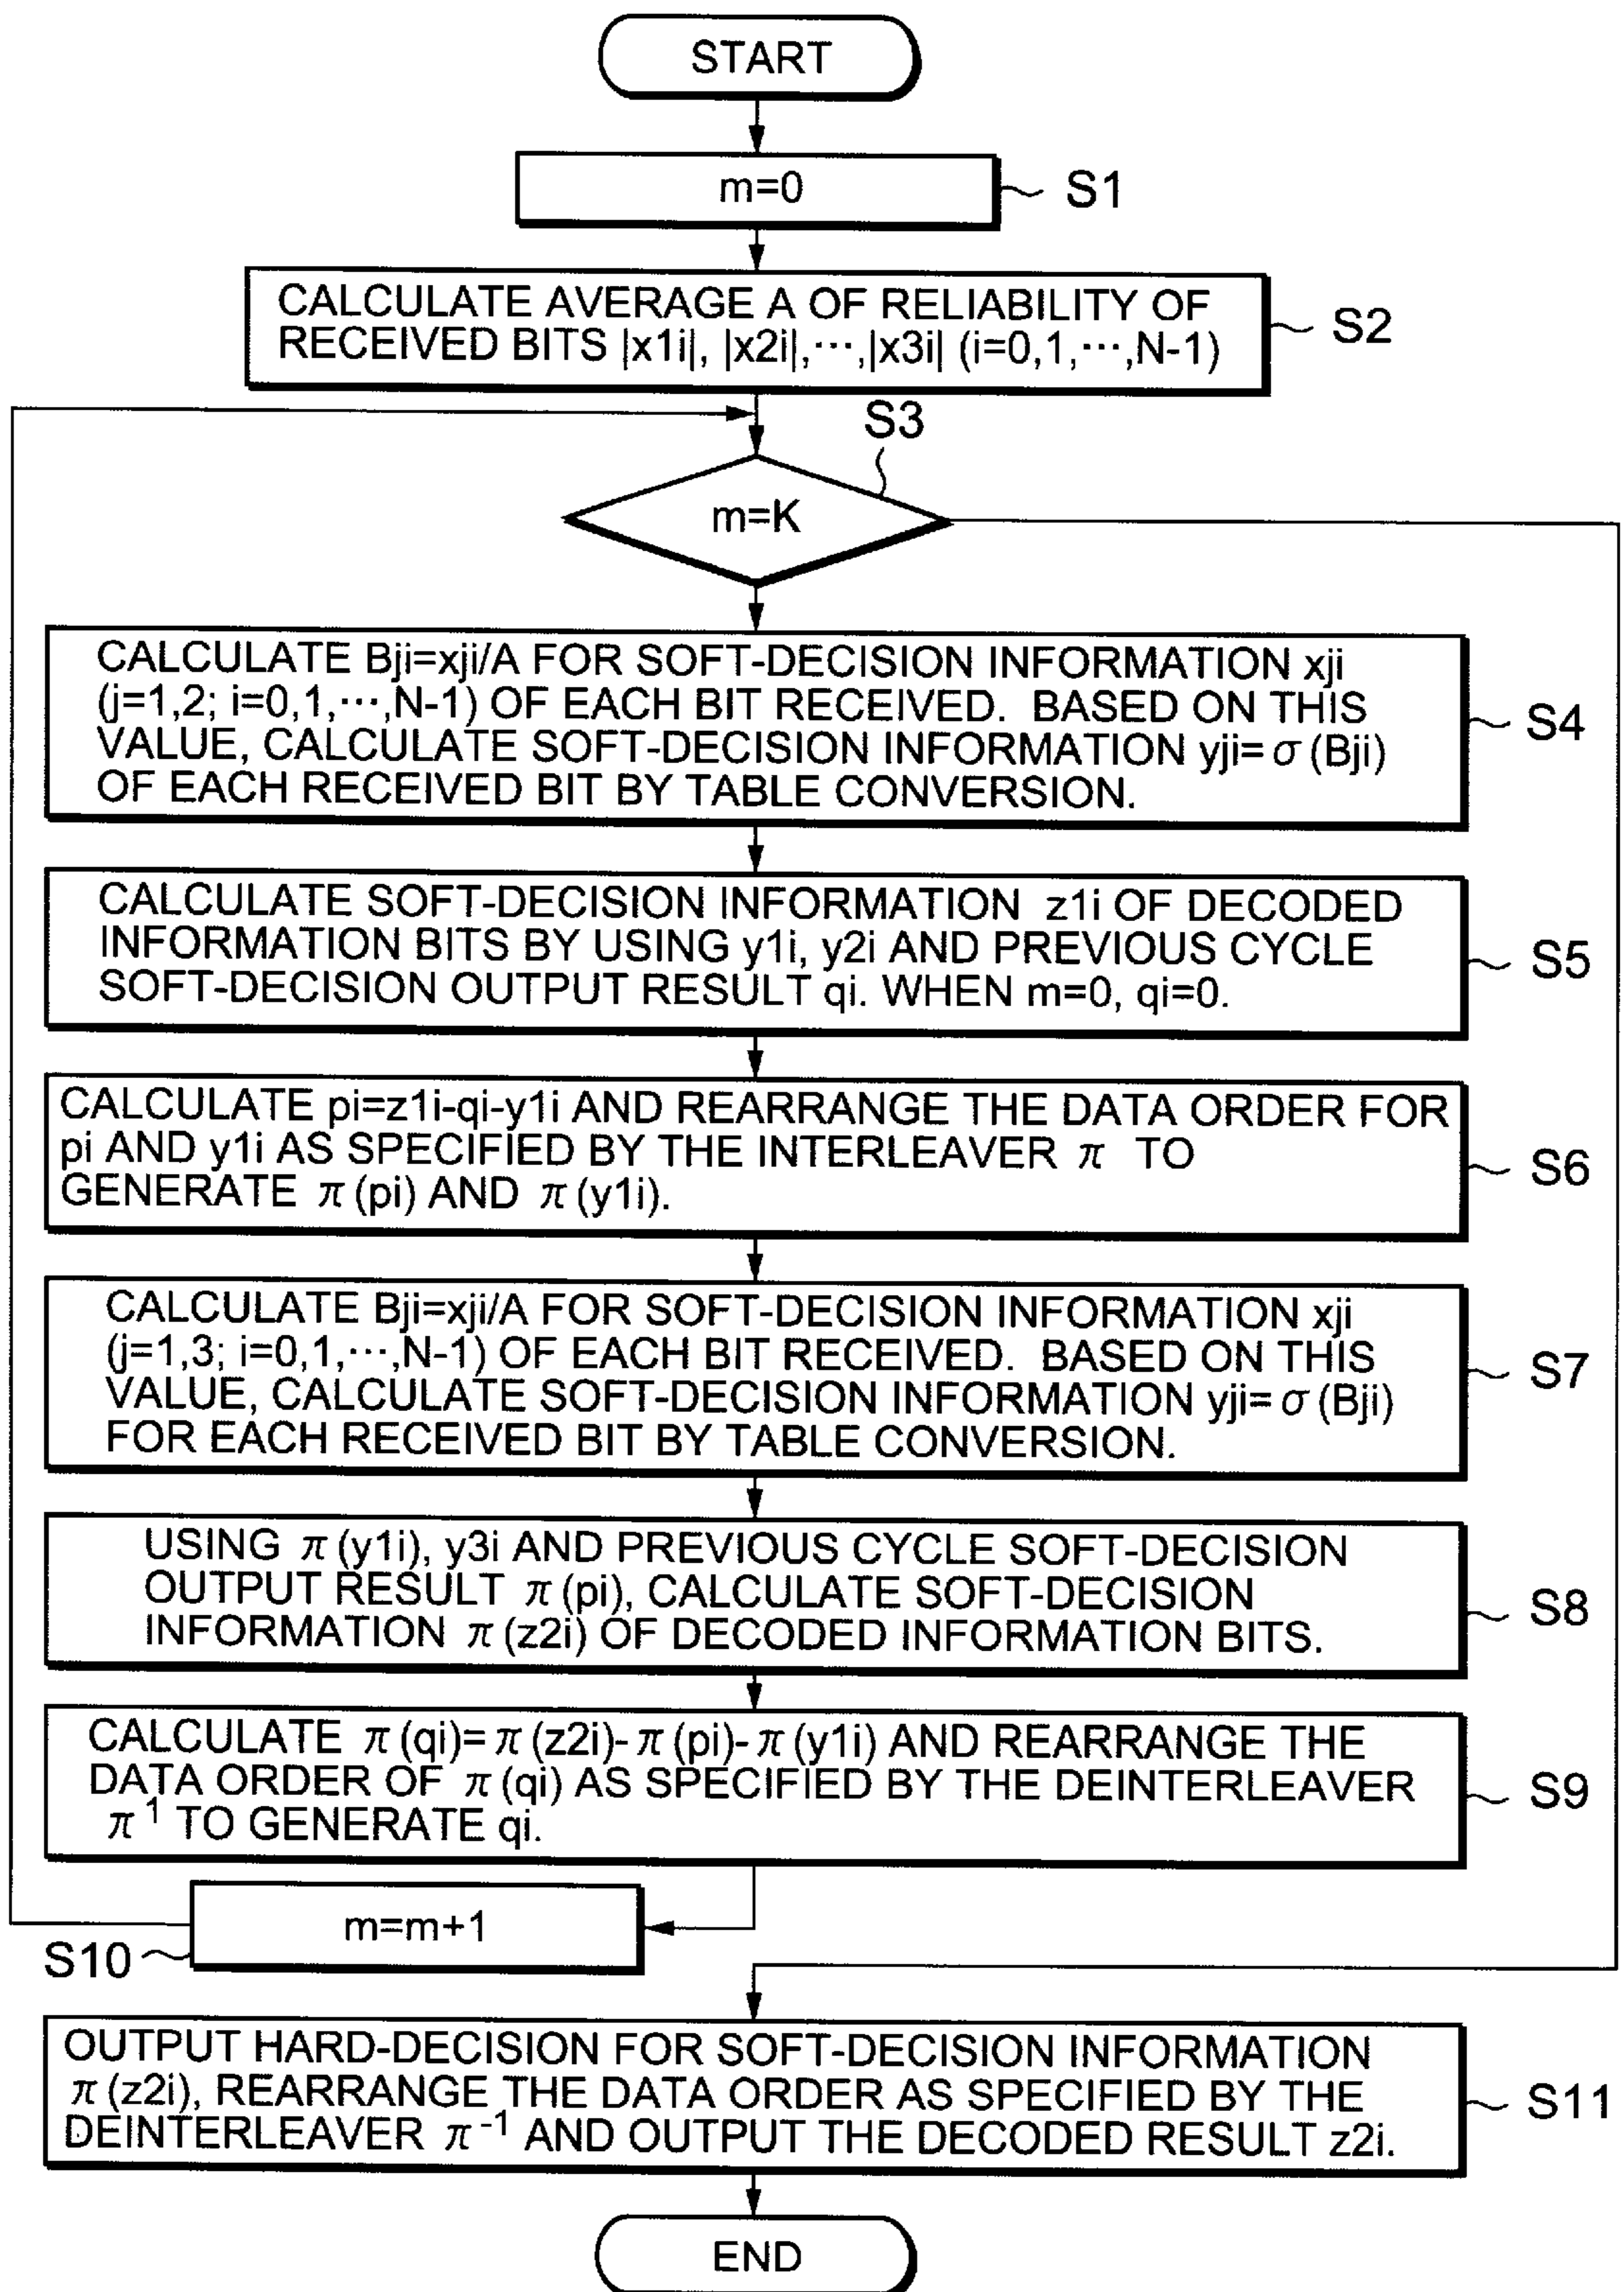 START
m=0
S1
CALCULATE AVERAGE A OF RELIABILITY OF
RECEIVED BITS |x1i|, |x2i|,⋯,|x3i| (i=0,1,⋯,N-1)
S2
S3
m=K
CALCULATE Bji=xji/A FOR SOFT-DECISION INFORMATION xji
(j=1,2; i=0,1,⋯,N-1) OF EACH BIT RECEIVED. BASED ON THIS
VALUE, CALCULATE SOFT-DECISION INFORMATION yji=σ(Bji)
OF EACH RECEIVED BIT BY TABLE CONVERSION.
S4
CALCULATE SOFT-DECISION INFORMATION z1i OF DECODED
INFORMATION BITS BY USING y1i, y2i AND PREVIOUS CYCLE
SOFT-DECISION OUTPUT RESULT qi. WHEN m=0, qi=0.
S5
CALCULATE pi=z1i-qi-y1i AND REARRANGE THE DATA ORDER FOR
pi AND y1i AS SPECIFIED BY THE INTERLEAVER π TO
GENERATE π(pi) AND π(y1i).
S6
CALCULATE Bji=xji/A FOR SOFT-DECISION INFORMATION xji
(j=1,3; i=0,1,⋯,N-1) OF EACH BIT RECEIVED. BASED ON THIS
VALUE, CALCULATE SOFT-DECISION INFORMATION yji=σ(Bji)
FOR EACH RECEIVED BIT BY TABLE CONVERSION.
S7
USING π(y1i), y3i AND PREVIOUS CYCLE SOFT-DECISION
OUTPUT RESULT π(pi), CALCULATE SOFT-DECISION
INFORMATION π(z2i) OF DECODED INFORMATION BITS.
S8
CALCULATE π(qi)=π(z2i)-π(pi)-π(y1i) AND REARRANGE THE
DATA ORDER OF π(qi) AS SPECIFIED BY THE DEINTERLEAVER
π¹ TO GENERATE qi.
S9
m=m+1
S10
OUTPUT HARD-DECISION FOR SOFT-DECISION INFORMATION
π(z2i), REARRANGE THE DATA ORDER AS SPECIFIED BY THE
DEINTERLEAVER π⁻¹ AND OUTPUT THE DECODED RESULT z2i.
S11
END